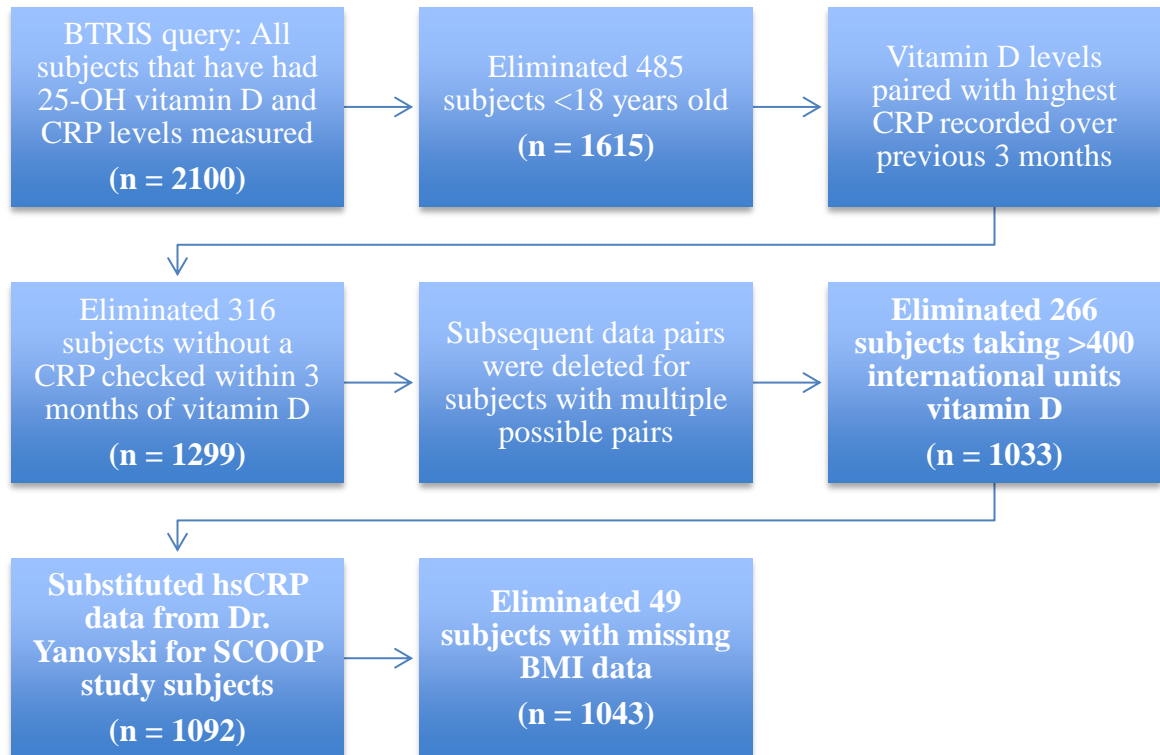 BTRIS query: All
subjects that have had
25-OH vitamin D and
CRP levels measured
(n = 2100)
Eliminated 485
subjects <18 years old
(n = 1615)
Vitamin D levels
paired with highest
CRP recorded over
previous 3 months
Eliminated 316
subjects without a
CRP checked within 3
months of vitamin D
(n = 1299)
Subsequent data pairs
were deleted for
subjects with multiple
possible pairs
Eliminated 266
subjects taking >400
international units
vitamin D
(n = 1033)
Substituted hsCRP
data from Dr.
Yanovski for SCOOP
study subjects
(n = 1092)
Eliminated 49
subjects with missing
BMI data
(n = 1043)